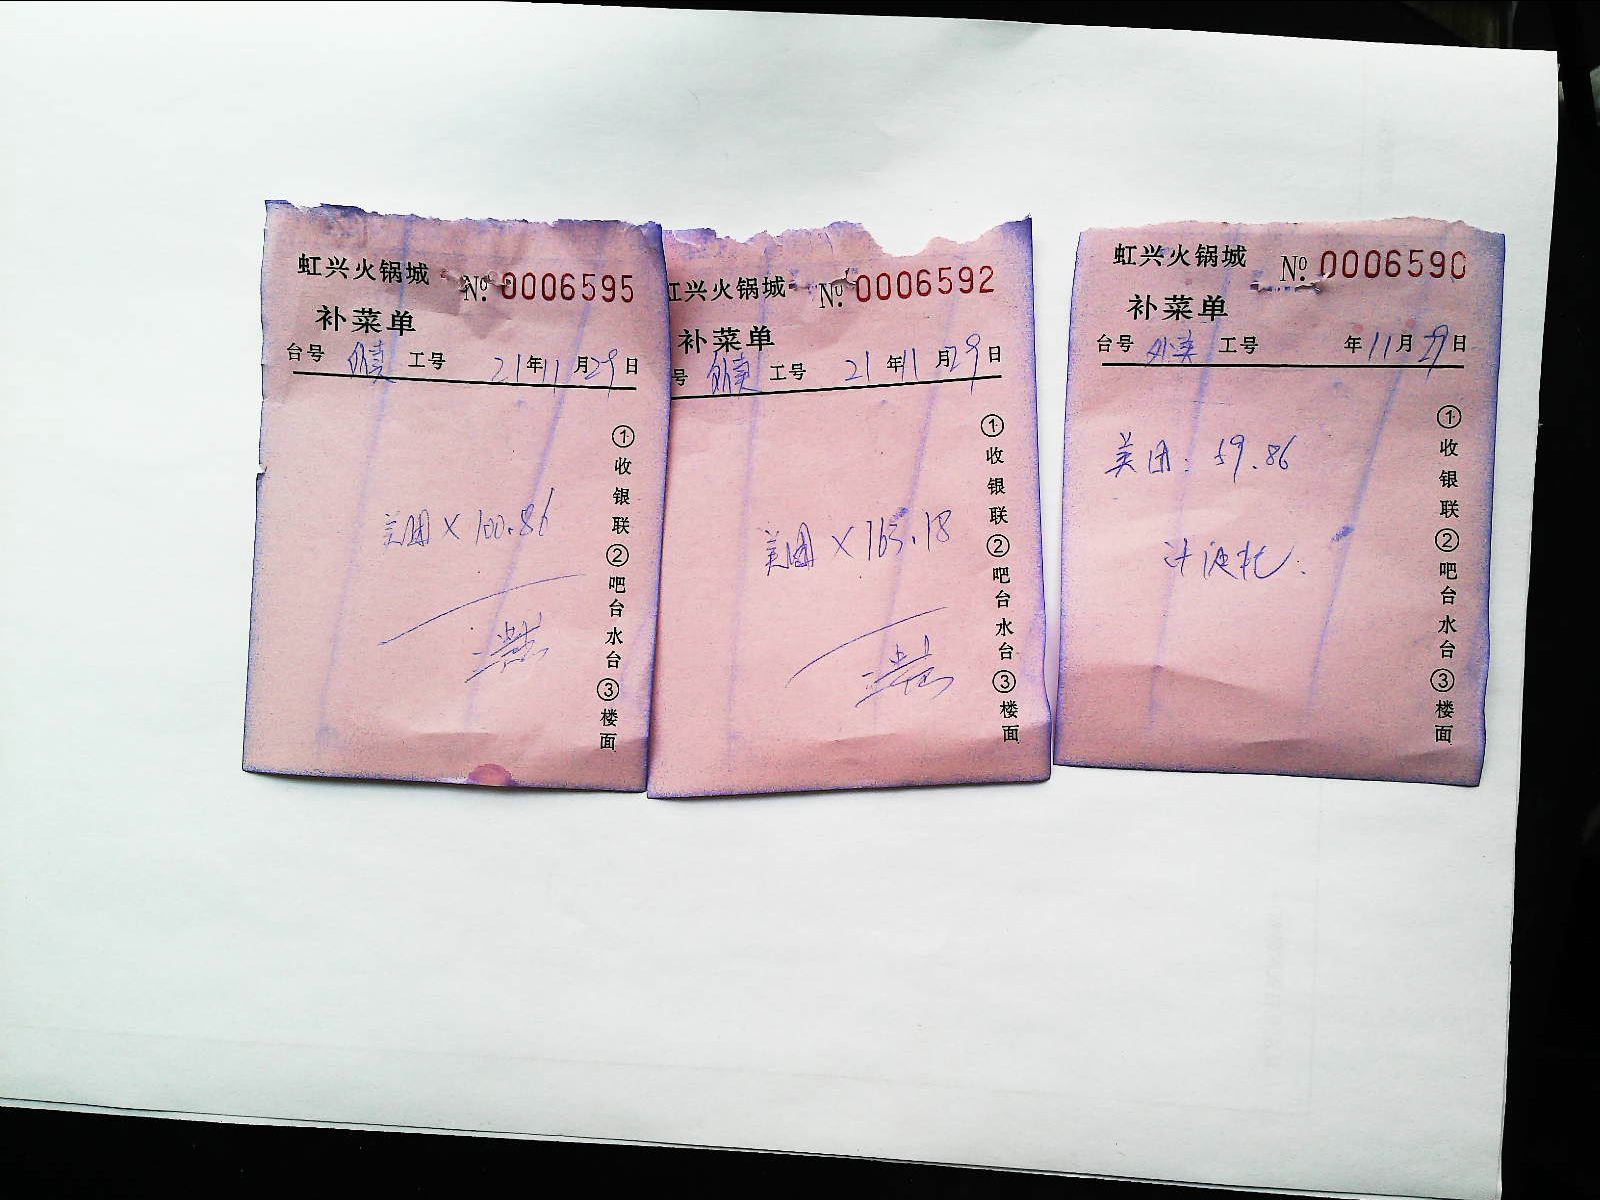 虹兴火锅城 No. 0006595
补菜单
台号 外卖 工号 21年11月29日
美团 × 100.86
①收银联②吧台水台③楼面
虹兴火锅城 No. 0006592
补菜单
号 外卖 工号 21年11月29日
美团 × 163.18
①收银联②吧台水台③楼面
虹兴火锅城 No. 0006590
补菜单
台号 外卖 工号 年11月29日
美团: 59.86
①收银联②吧台水台③楼面